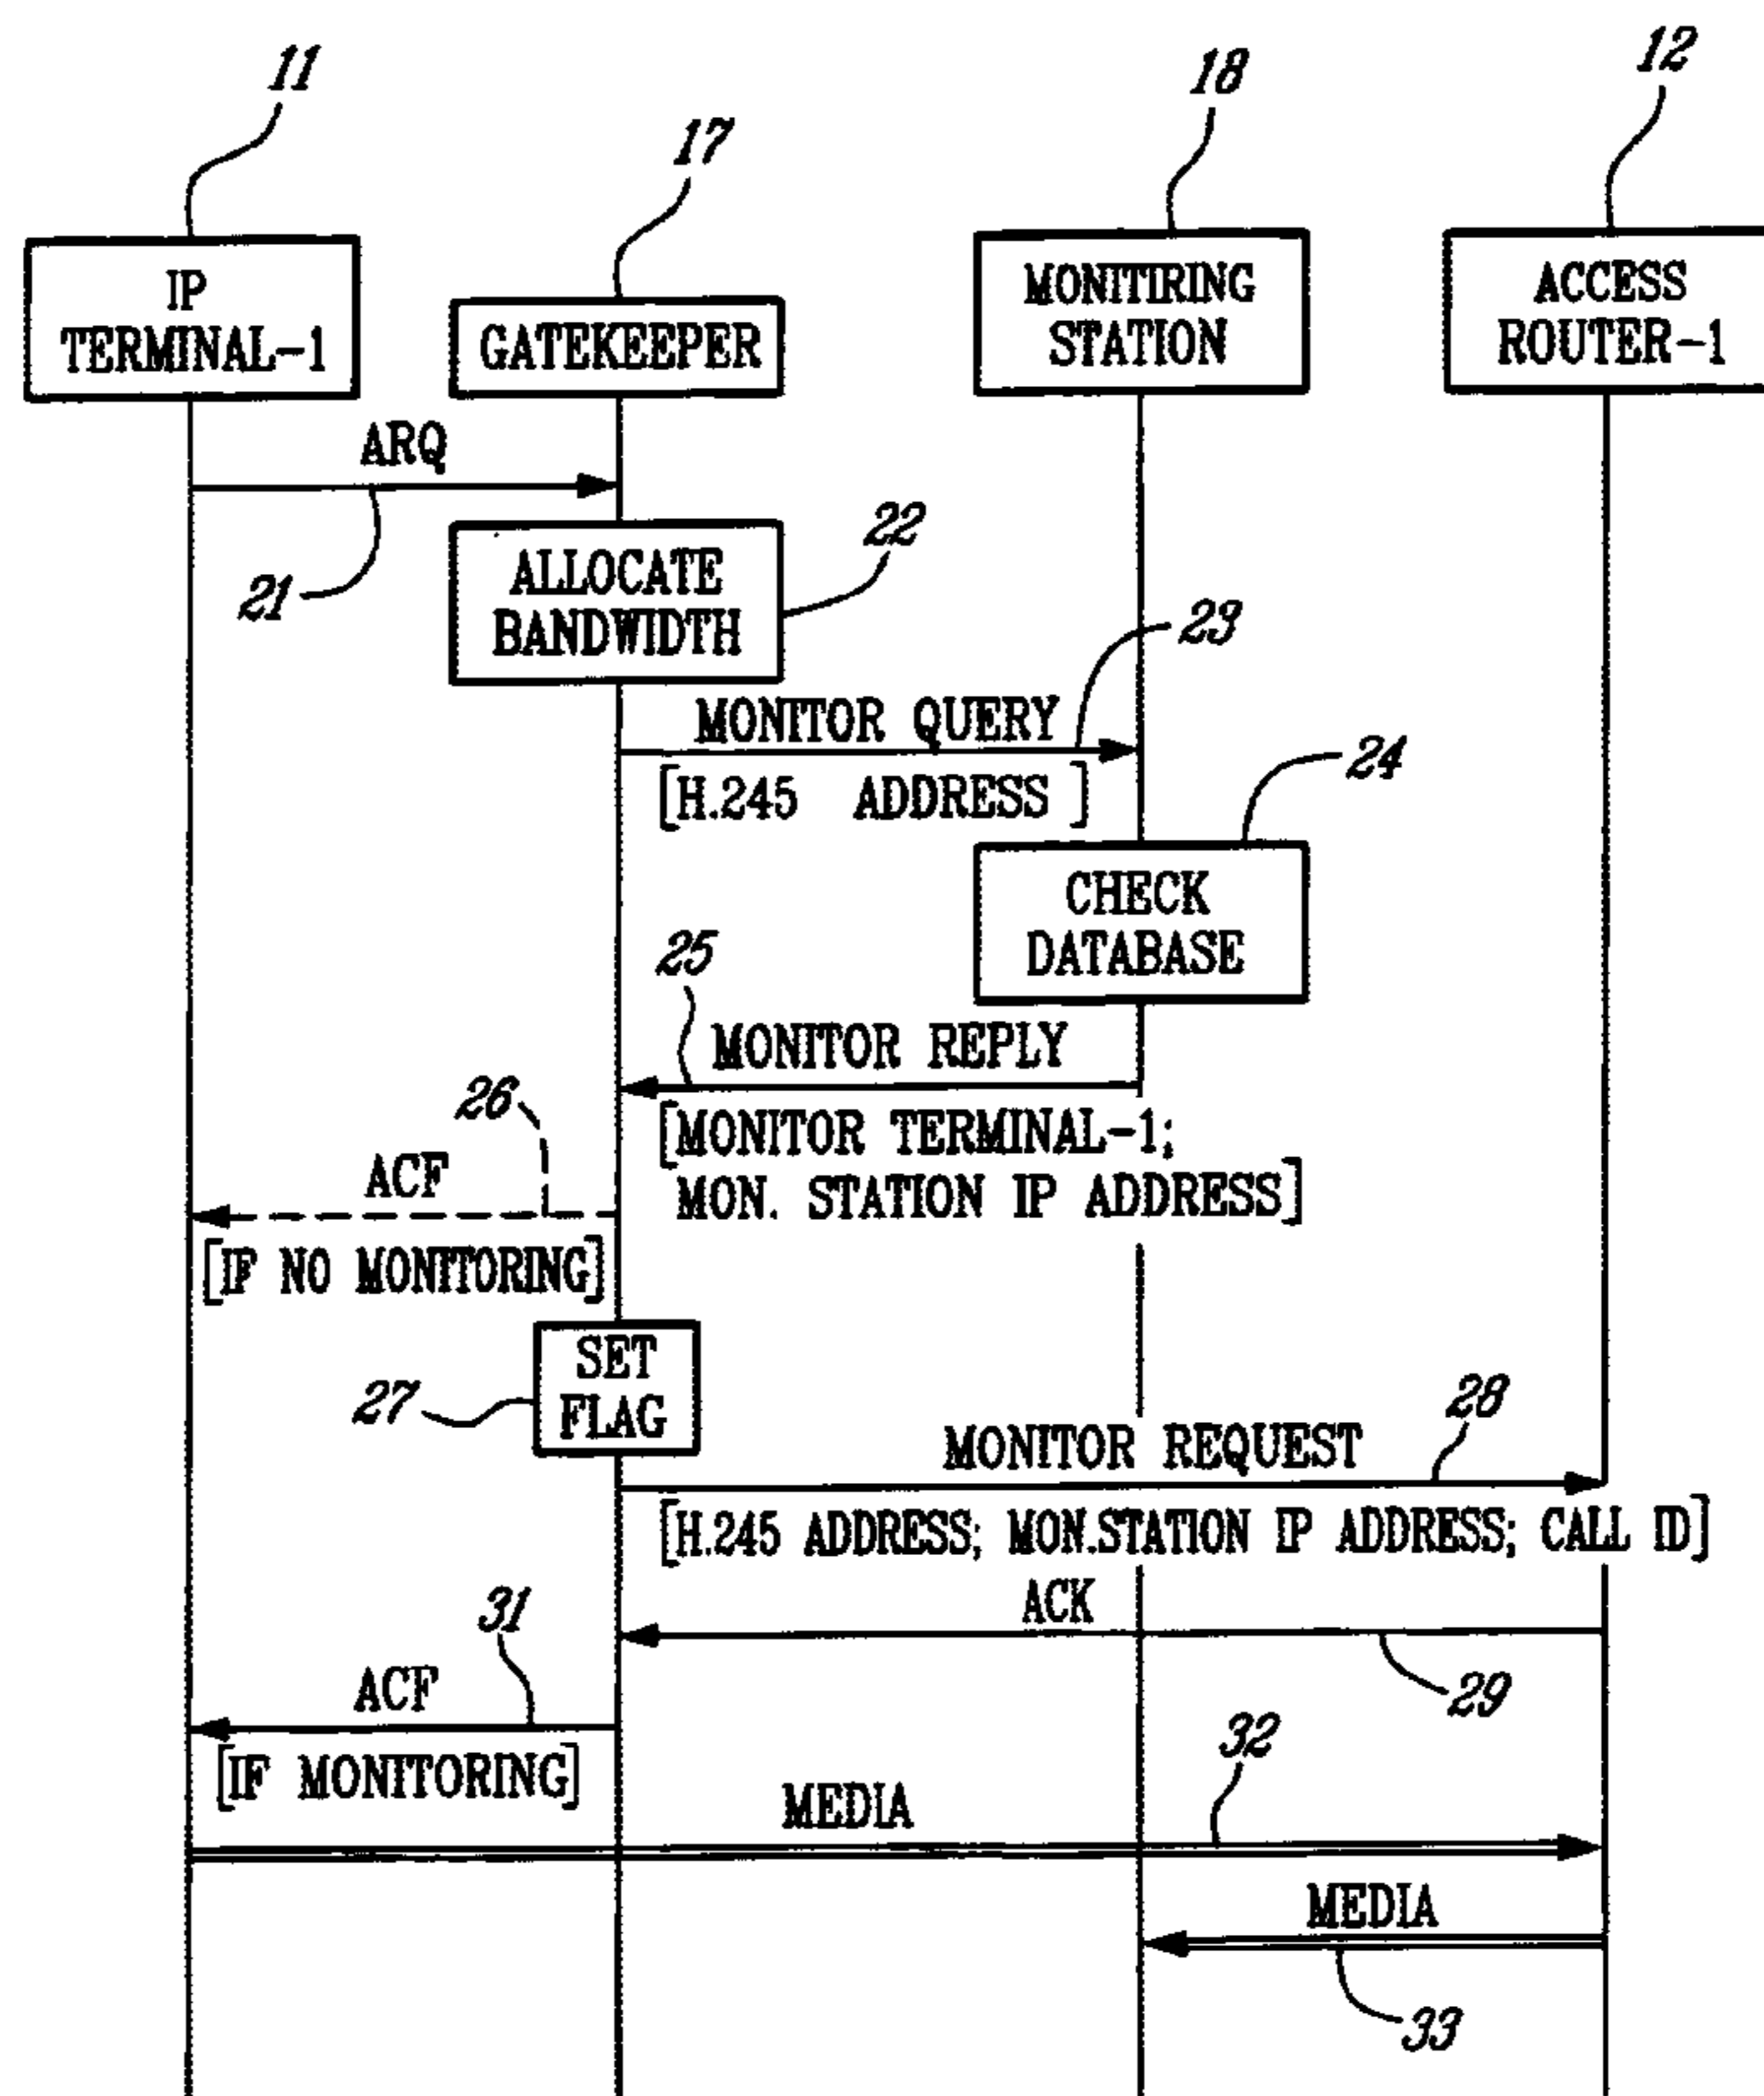 11
17
18
12
IP
TERMINAL-1
GATEKEEPER
MONITIRING
STATION
ACCESS
ROUTER-1
ARQ
21
ALLOCATE
BANDWIDTH
22
23
MONITOR QUERY
[H.245 ADDRESS ]
24
CHECK
DATABASE
25
MONITOR REPLY
[MONITOR TERMINAL-1;
MON. STATION IP ADDRESS]
26
ACF
[IF NO MONITORING]
SET
FLAG
27
28
MONITOR REQUEST
[H.245 ADDRESS; MON.STATION IP ADDRESS; CALL ID]
ACK
29
31
ACF
[IF MONITORING]
32
MEDIA
MEDIA
33